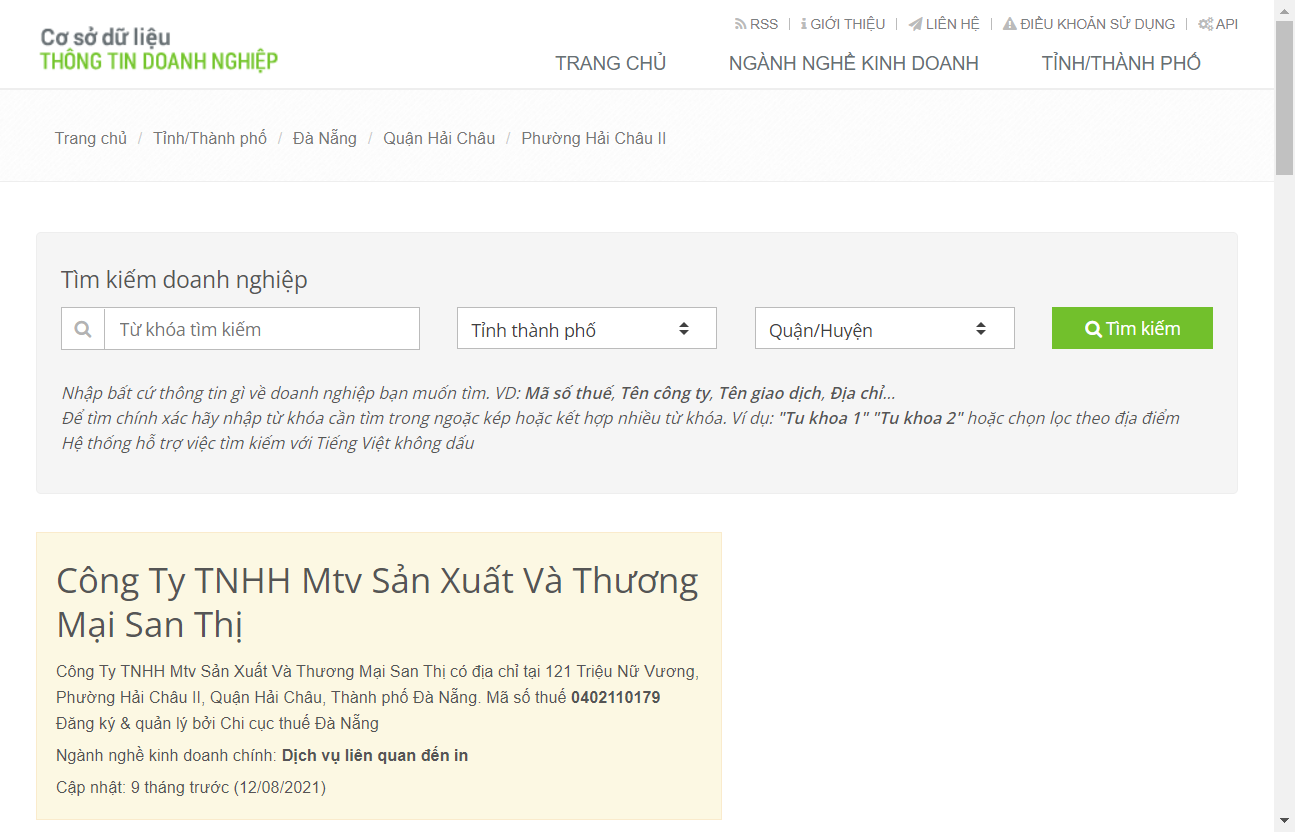 Cơ sở dữ liệu
THÔNG TIN DOANH NGHIỆP
RSS | GIỚI THIỆU | LIÊN HỆ | ĐIỀU KHOẢN SỬ DỤNG | API
TRANG CHỦ NGÀNH NGHỀ KINH DOANH TỈNH/THÀNH PHỐ
Trang chủ / Tỉnh/Thành phố / Đà Nẵng / Quận Hải Châu / Phường Hải Châu II
Tìm kiếm doanh nghiệp
Từ khóa tìm kiếm Tỉnh thành phố Quận/Huyện Tìm kiếm
Nhập bất cứ thông tin gì về doanh nghiệp bạn muốn tìm. VD: Mã số thuế, Tên công ty, Tên giao dịch, Địa chỉ...
Để tìm chính xác hãy nhập từ khóa cần tìm trong ngoặc kép hoặc kết hợp nhiều từ khóa. Ví dụ: "Tu khoa 1" "Tu khoa 2" hoặc chọn lọc theo địa điểm
Hệ thống hỗ trợ việc tìm kiếm với Tiếng Việt không dấu
Công Ty TNHH Mtv Sản Xuất Và Thương
Mại San Thị
Công Ty TNHH Mtv Sản Xuất Và Thương Mại San Thị có địa chỉ tại 121 Triệu Nữ Vương,
Phường Hải Châu II, Quận Hải Châu, Thành phố Đà Nẵng. Mã số thuế 0402110179
Đăng ký & quản lý bởi Chi cục thuế Đà Nẵng
Ngành nghề kinh doanh chính: Dịch vụ liên quan đến in
Cập nhật: 9 tháng trước (12/08/2021)